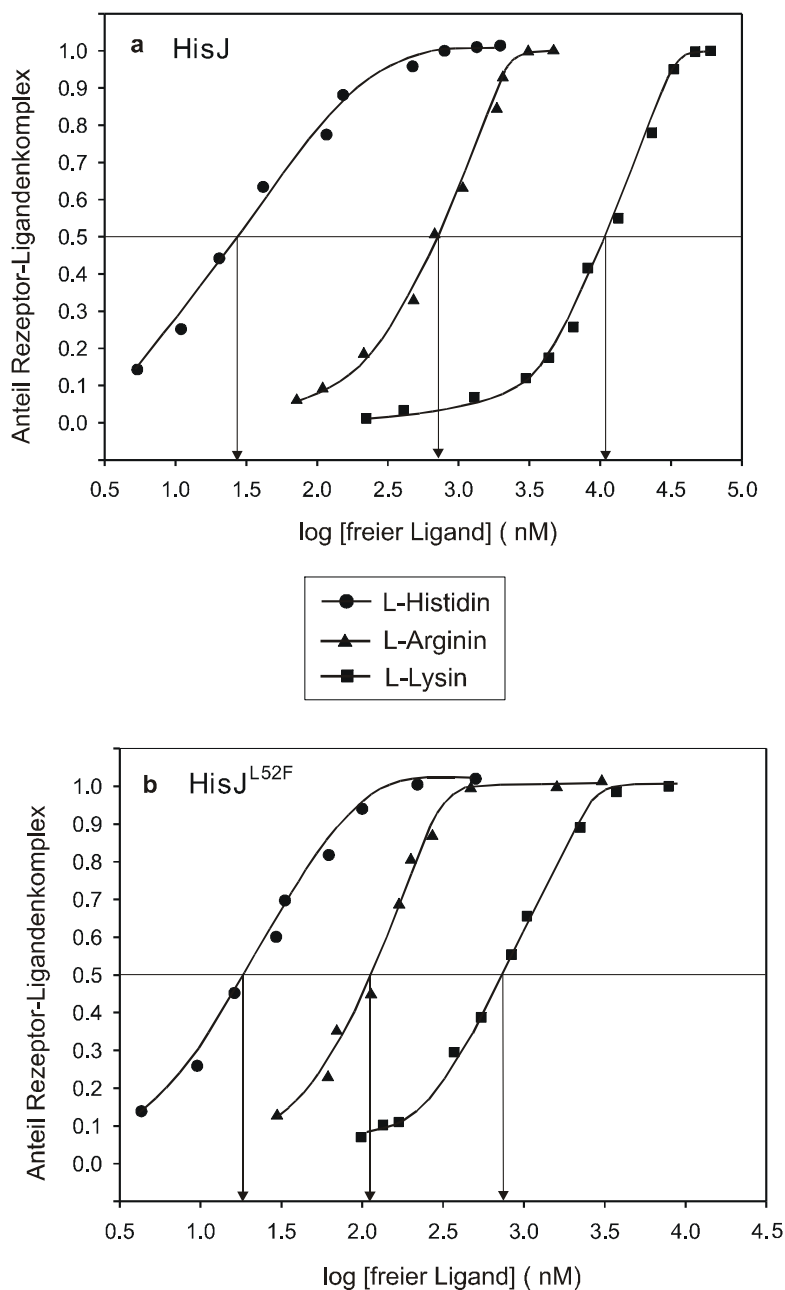 a HisJ
1.0
0.9
0.8
0.7
0.6
0.5
0.4
0.3
0.2
0.1
0.0
Anteil Rezeptor-Ligandenkomplex
0.5 1.0 1.5 2.0 2.5 3.0 3.5 4.0 4.5 5.0
log [freier Ligand] ( nM)
L-Histidin
L-Arginin
L-Lysin
b HisJ^L52F
1.0
0.9
0.8
0.7
0.6
0.5
0.4
0.3
0.2
0.1
0.0
Anteil Rezeptor-Ligandenkomplex
0.5 1.0 1.5 2.0 2.5 3.0 3.5 4.0 4.5
log [freier Ligand] ( nM)